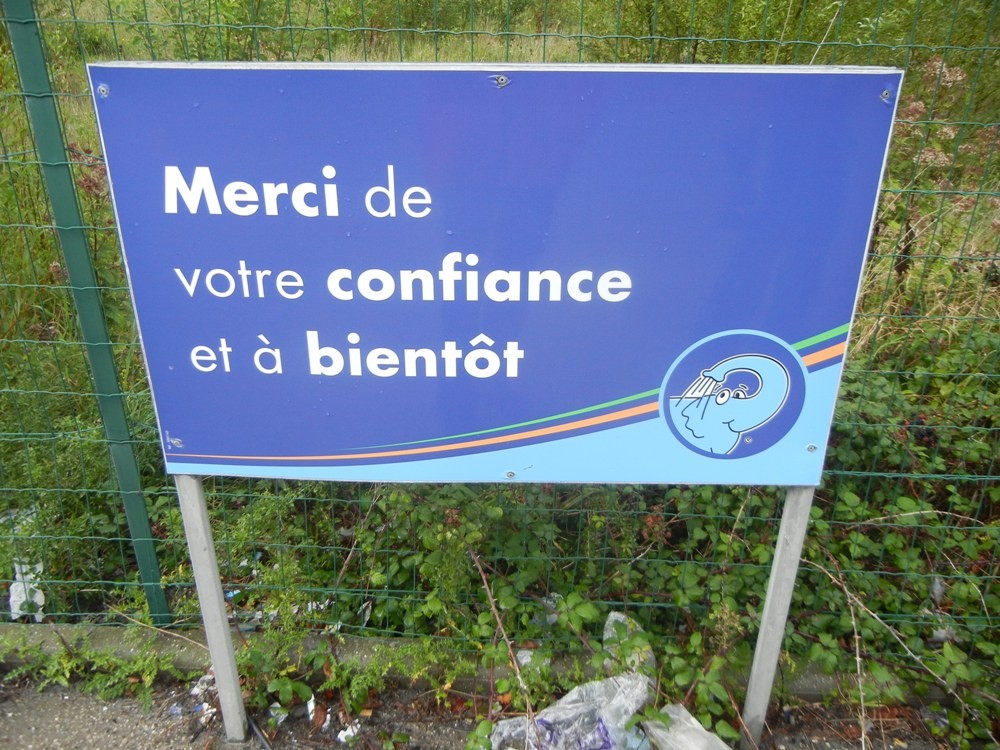 Merci de
votre confiance
et à bientôt